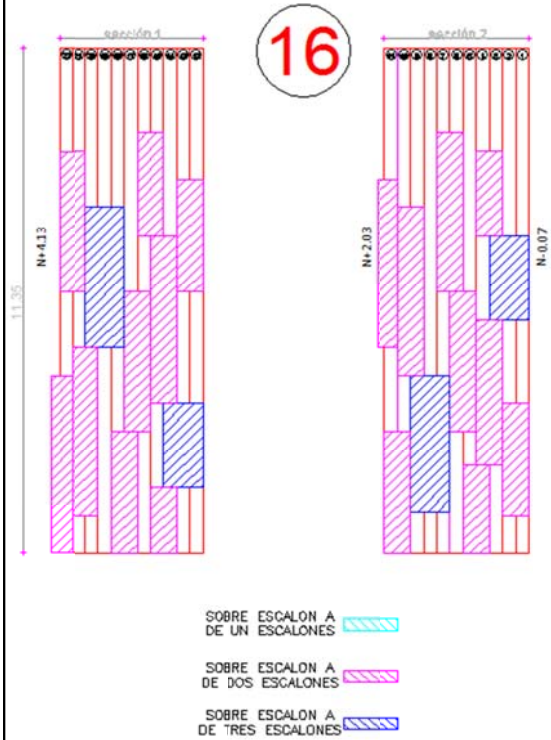 sección 1
16
sección 2
N+4.13
11.35
N+2.03
N-0.07
SOBRE ESCALON A
DE UN ESCALONES
SOBRE ESCALON A
DE DOS ESCALONES
SOBRE ESCALON A
DE TRES ESCALONES